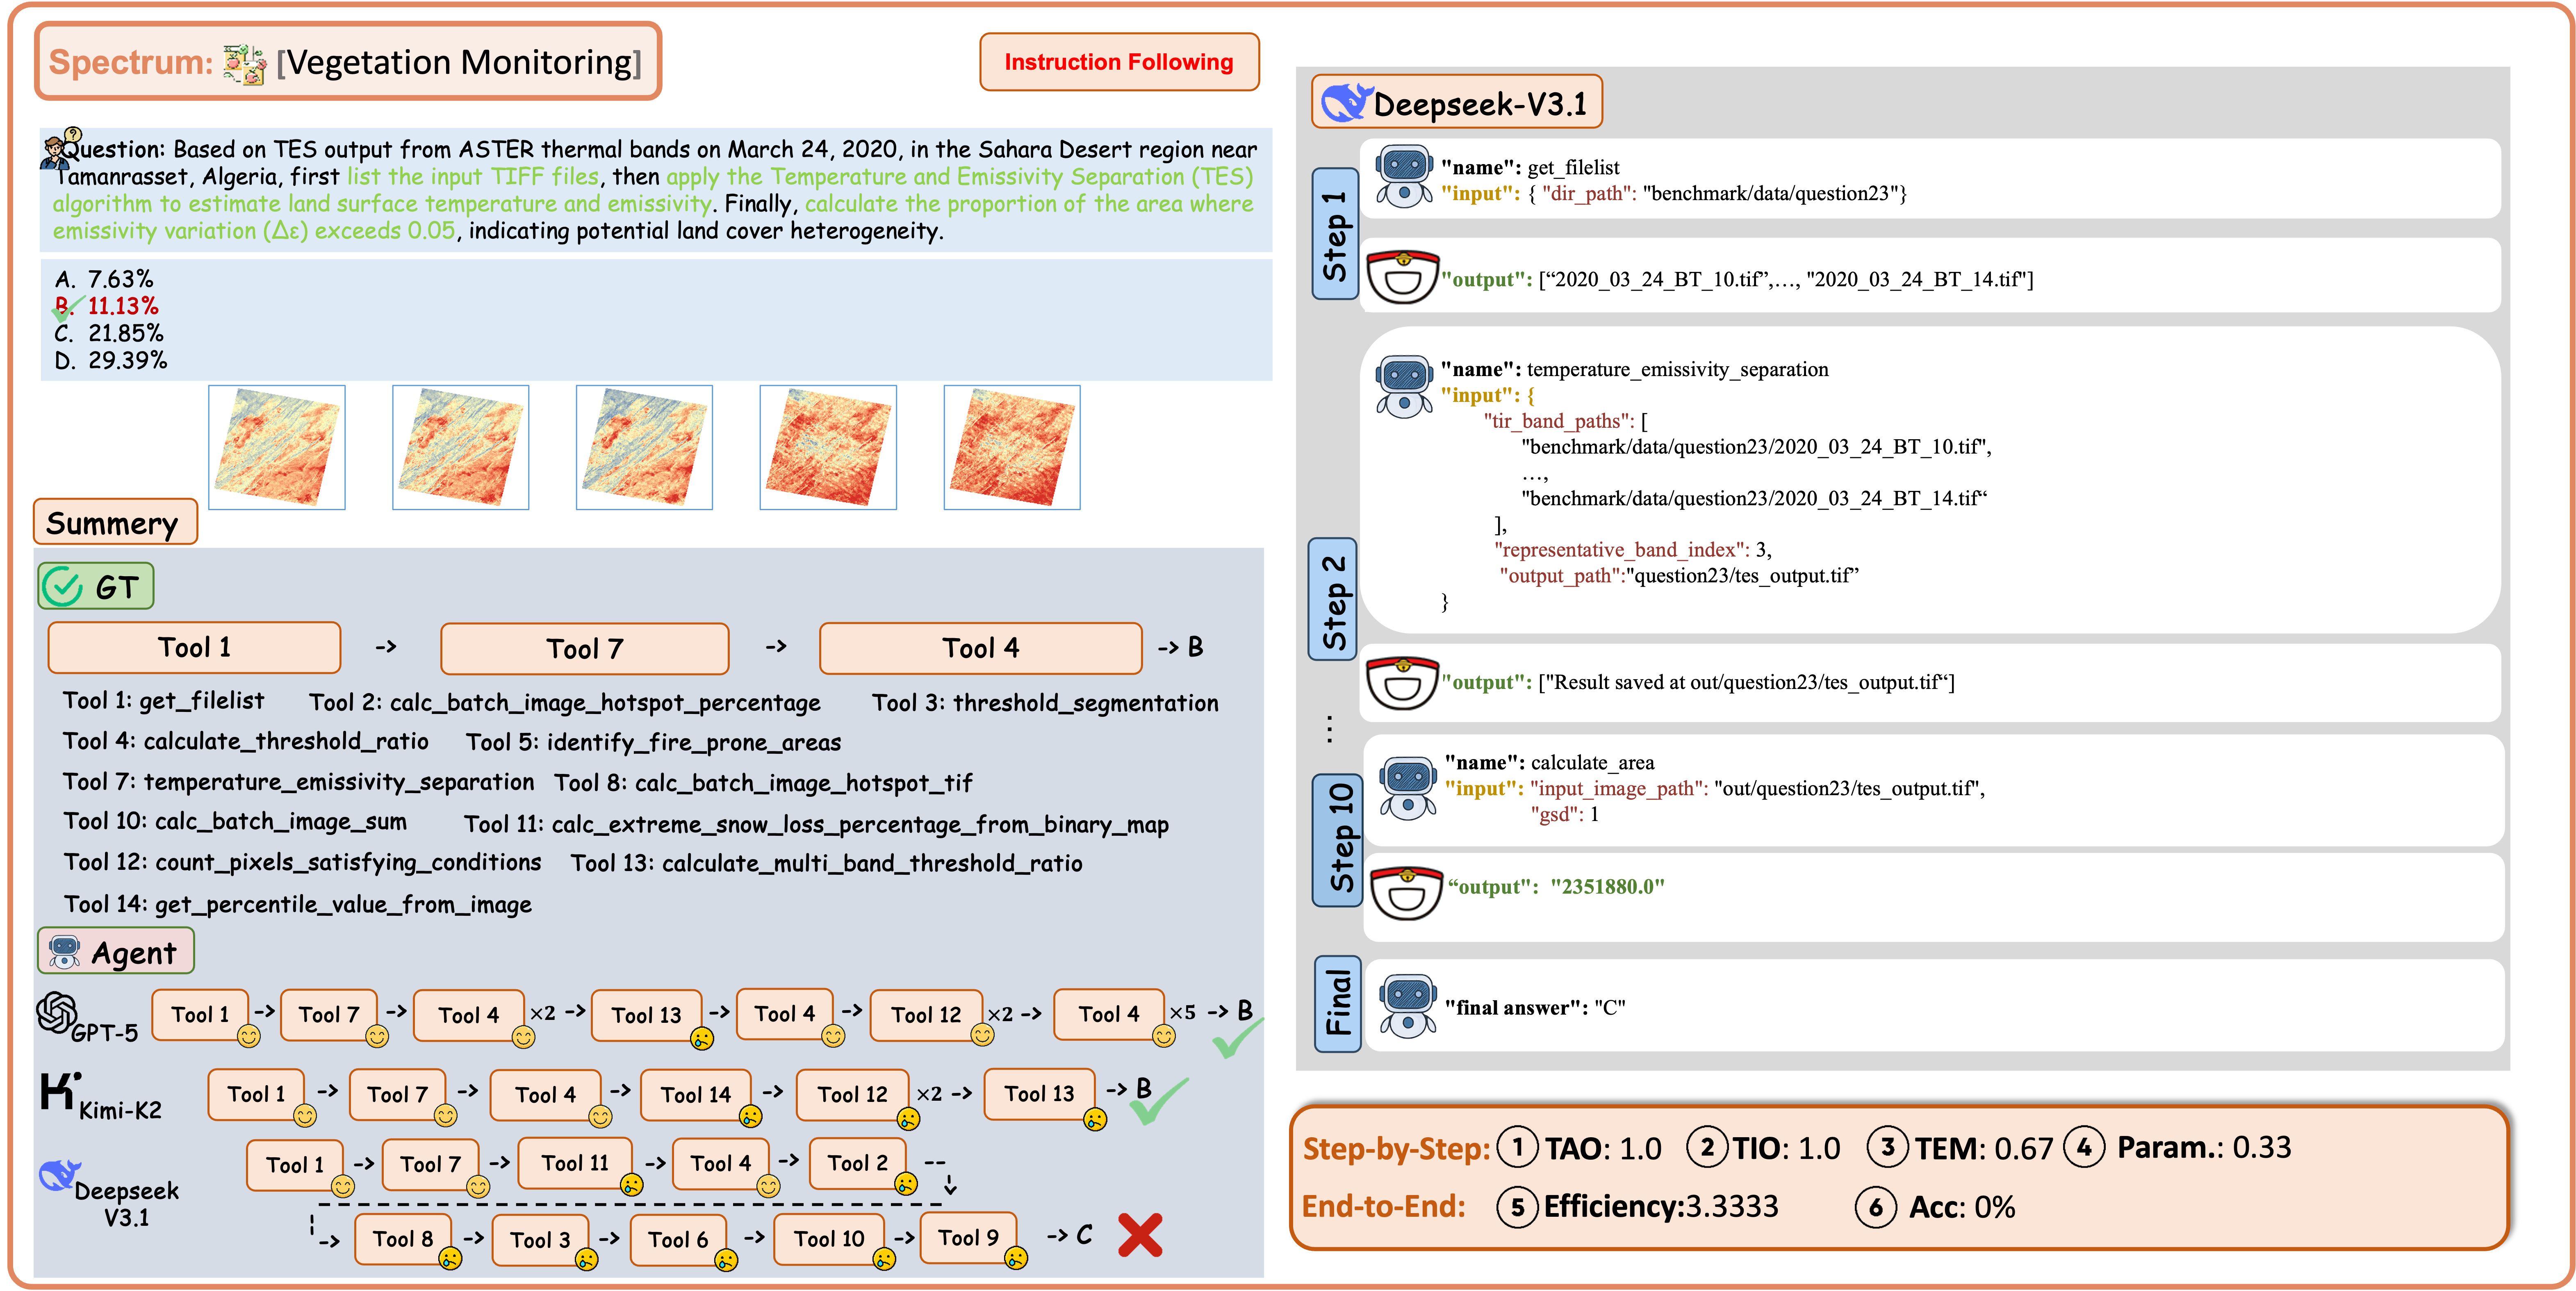 Spectrum: [Vegetation Monitoring]
Instruction Following
Question: Based on TES output from ASTER thermal bands on March 24, 2020, in the Sahara Desert region near
Tamanrasset, Algeria, first list the input TIFF files, then apply the Temperature and Emissivity Separation (TES)
algorithm to estimate land surface temperature and emissivity. Finally, calculate the proportion of the area where
emissivity variation (Δε) exceeds 0.05, indicating potential land cover heterogeneity.
A. 7.63%
B. 11.13%
C. 21.85%
D. 29.39%
Summery
GT
Tool 1 -> Tool 7 -> Tool 4 -> B
Tool 1: get_filelist Tool 2: calc_batch_image_hotspot_percentage Tool 3: threshold_segmentation
Tool 4: calculate_threshold_ratio Tool 5: identify_fire_prone_areas
Tool 7: temperature_emissivity_separation Tool 8: calc_batch_image_hotspot_tif
Tool 10: calc_batch_image_sum Tool 11: calc_extreme_snow_loss_percentage_from_binary_map
Tool 12: count_pixels_satisfying_conditions Tool 13: calculate_multi_band_threshold_ratio
Tool 14: get_percentile_value_from_image
Agent
GPT-5 Tool 1 -> Tool 7 -> Tool 4 ×2 -> Tool 13 -> Tool 4 -> Tool 12 ×2 -> Tool 4 ×5 -> B
Kimi-K2 Tool 1 -> Tool 7 -> Tool 4 -> Tool 14 -> Tool 12 ×2 -> Tool 13 -> B
Deepseek V3.1 Tool 1 -> Tool 7 -> Tool 11 -> Tool 4 -> Tool 2 --
-> Tool 8 -> Tool 3 -> Tool 6 -> Tool 10 -> Tool 9 -> C
Deepseek-V3.1
Step 1
"name": get_filelist
"input": { "dir_path": "benchmark/data/question23"}
"output": [“2020_03_24_BT_10.tif”,…, "2020_03_24_BT_14.tif"]
Step 2
"name": temperature_emissivity_separation
"input": {
"tir_band_paths": [
"benchmark/data/question23/2020_03_24_BT_10.tif",
…,
"benchmark/data/question23/2020_03_24_BT_14.tif“
],
"representative_band_index": 3,
"output_path":"question23/tes_output.tif”
}
"output": ["Result saved at out/question23/tes_output.tif“]
⋮
Step 10
"name": calculate_area
"input": "input_image_path": "out/question23/tes_output.tif",
"gsd": 1
“output": "2351880.0"
Final
"final answer": "C"
Step-by-Step: 1 TAO: 1.0 2 TIO: 1.0 3 TEM: 0.67 4 Param.: 0.33
End-to-End: 5 Efficiency:3.3333 6 Acc: 0%